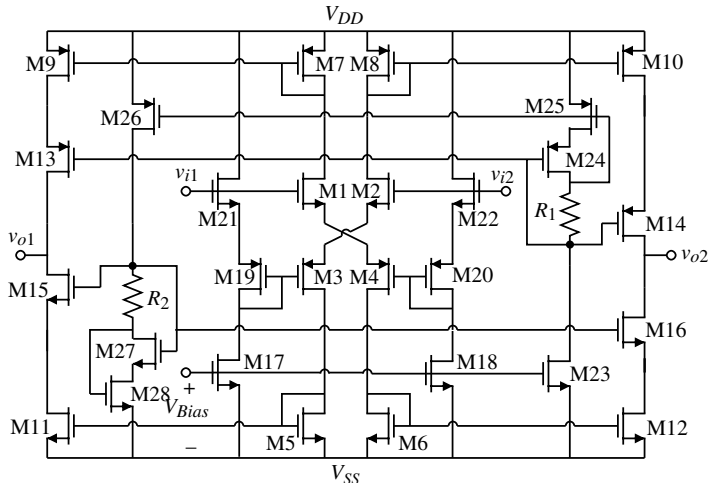 V_DD
M9
M7
M8
M10
M26
M25
M13
M24
v_i1
M1
M2
v_i2
M21
M22
R_1
M14
v_o1
M19
M3
M4
M20
v_o2
M15
R_2
M16
M27
M17
M18
M23
M28
V_Bias
+
M11
M5
M6
M12
−
V_SS